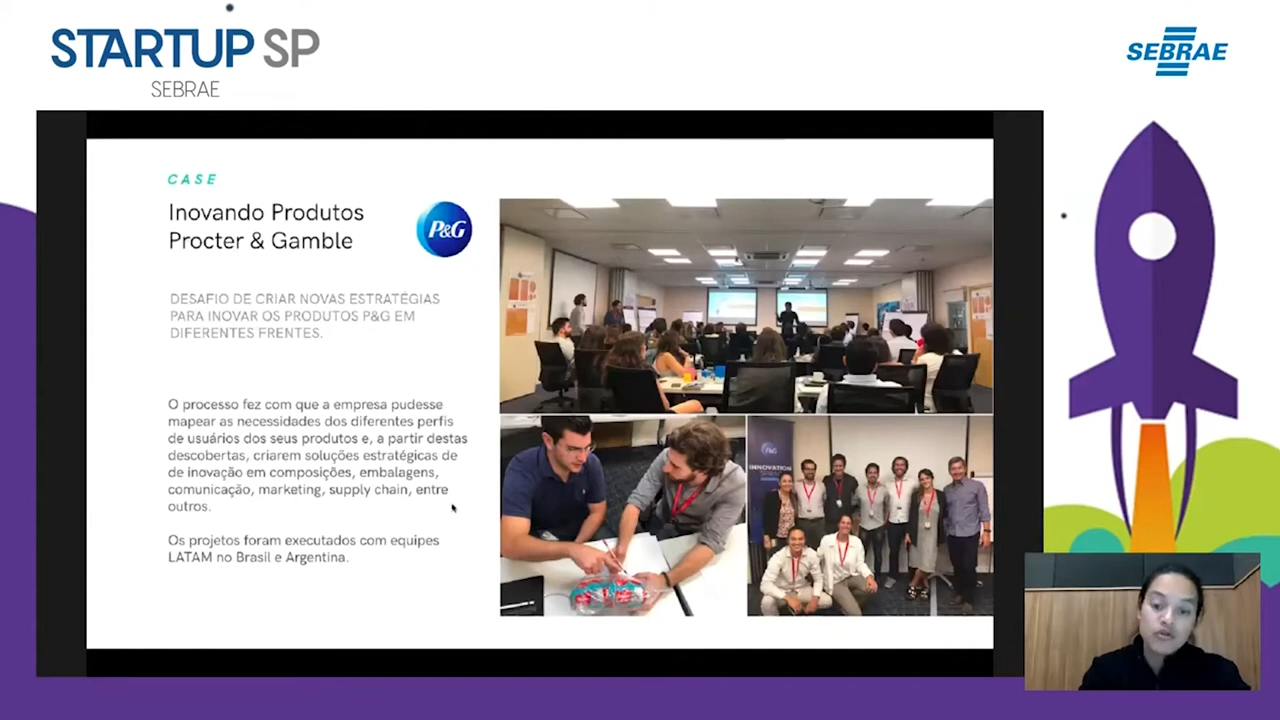 STARTUP SP
SEBRAE
SEBRAE
CASE
Inovando Produtos
Procter & Gamble
P&G
DESAFIO DE CRIAR NOVAS ESTRATÉGIAS
PARA INOVAR OS PRODUTOS P&G EM
DIFERENTES FRENTES.
O processo fez com que a empresa pudesse
mapear as necessidades dos diferentes perfis
de usuários dos seus produtos e, a partir destas
descobertas, criarem soluções estratégicas de
de inovação em composições, embalagens,
comunicação, marketing, supply chain, entre
outros.
Os projetos foram executados com equipes
LATAM no Brasil e Argentina.
P&G
INNOVATION